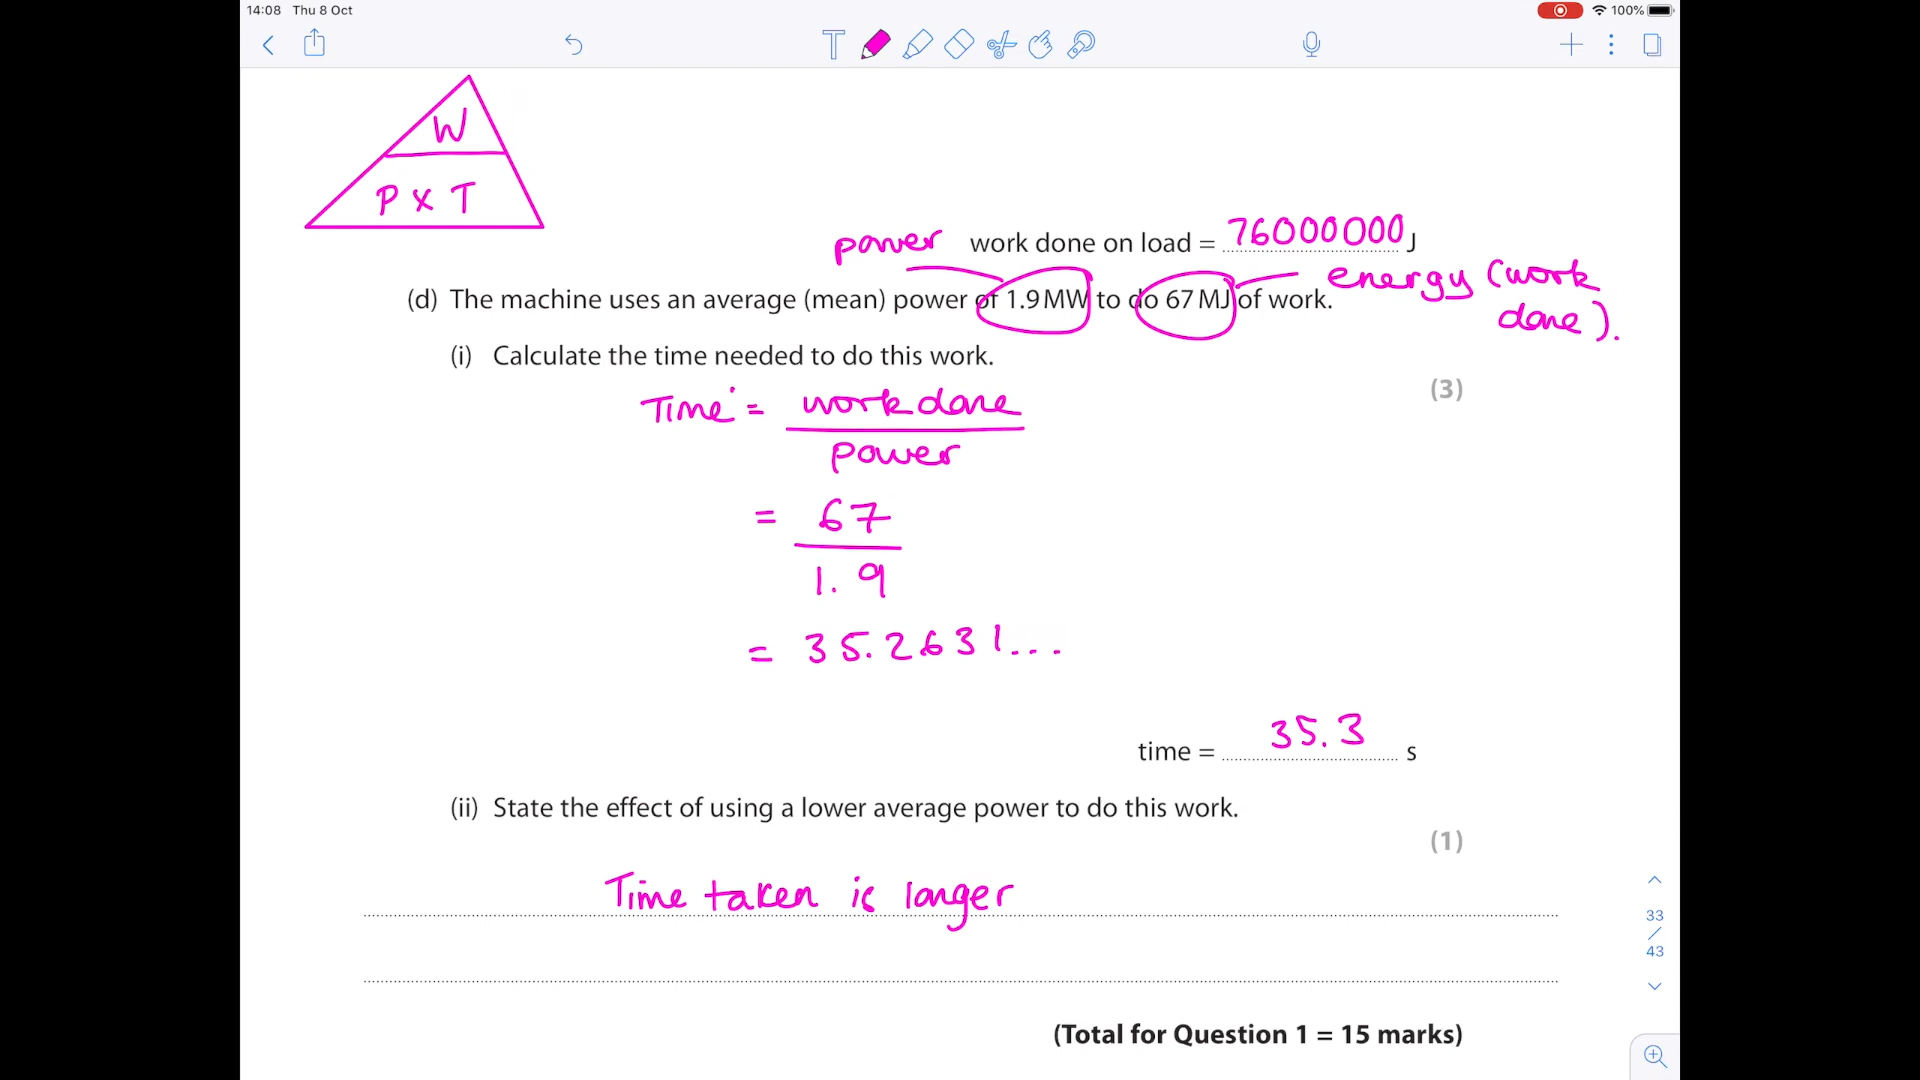 14:08 Thu 8 Oct
100%
T
W
P x T
power work done on load = 76000000 J
(d) The machine uses an average (mean) power of 1.9 MW to do 67 MJ of work.
energy (work
done).
(i) Calculate the time needed to do this work.
(3)
Time = work done
power
= 67
1.9
= 35.2631...
time = 35.3 s
(ii) State the effect of using a lower average power to do this work.
(1)
Time taken is longer
33
/
43
(Total for Question 1 = 15 marks)